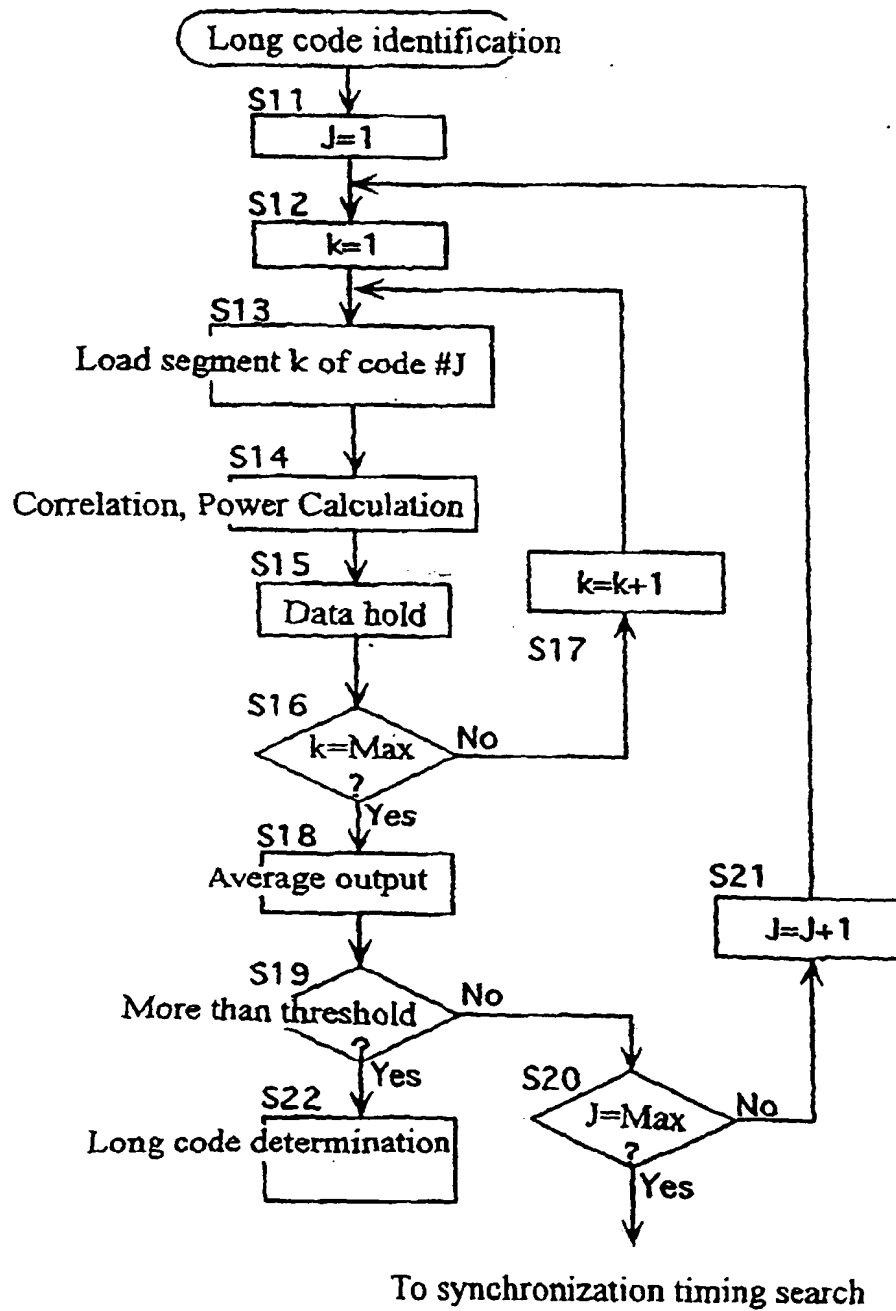 Long code identification
S11
J=1
S12
k=1
S13
Load segment k of code #J
S14
Correlation, Power Calculation
S15
Data hold
k=k+1
S17
S16
k=Max
?
No
Yes
S18
Average output
S21
J=J+1
S19
More than threshold
?
No
Yes
S20
J=Max
?
No
Yes
S22
Long code determination
To synchronization timing search